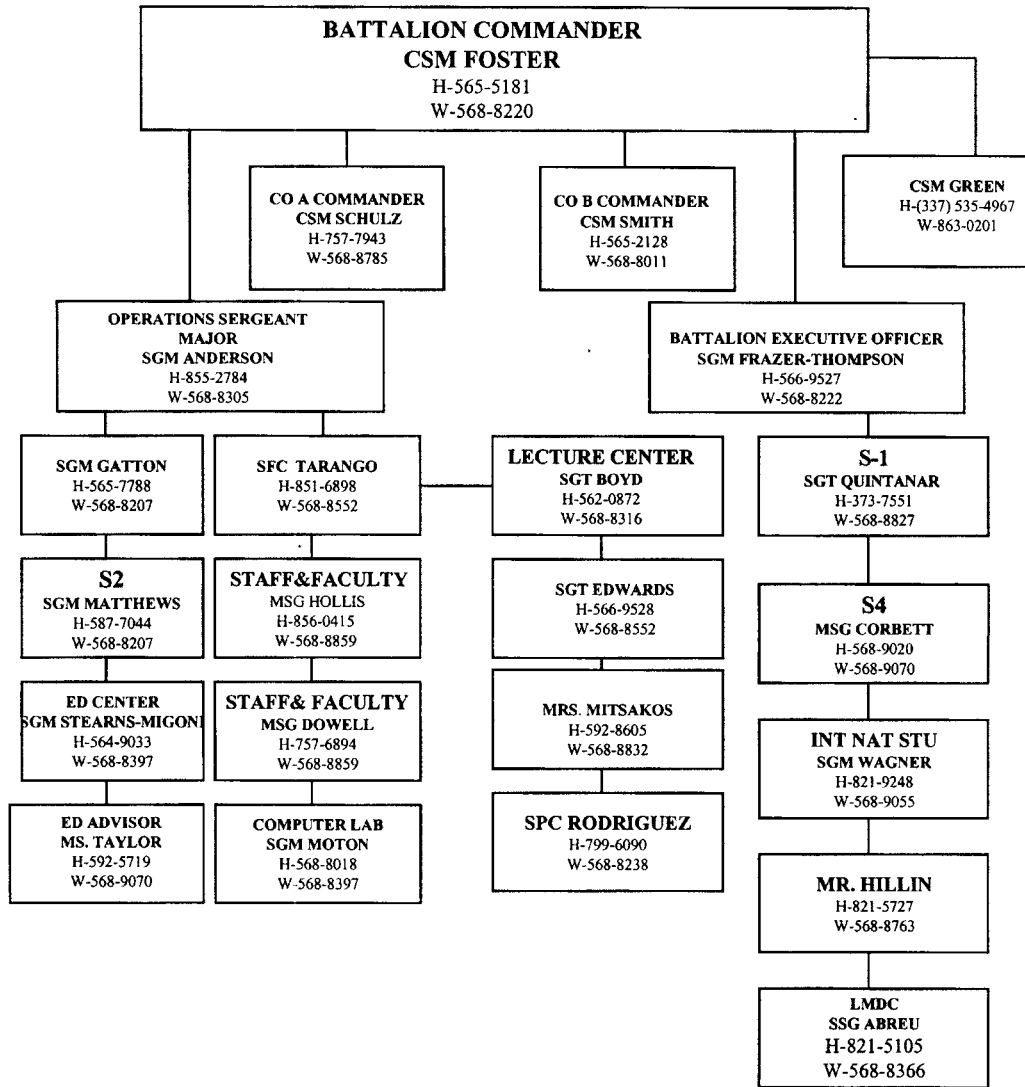 BATTALION COMMANDER
CSM FOSTER
H-565-5181
W-568-8220
CO A COMMANDER
CSM SCHULZ
H-757-7943
W-568-8785
CO B COMMANDER
CSM SMITH
H-565-2128
W-568-8011
CSM GREEN
H-(337) 535-4967
W-863-0201
OPERATIONS SERGEANT
MAJOR
SGM ANDERSON
H-855-2784
W-568-8305
BATTALION EXECUTIVE OFFICER
SGM FRAZER-THOMPSON
H-566-9527
W-568-8222
SGM GATTON
H-565-7788
W-568-8207
SFC TARANGO
H-851-6898
W-568-8552
LECTURE CENTER
SGT BOYD
H-562-0872
W-568-8316
S-1
SGT QUINTANAR
H-373-7551
W-568-8827
S2
SGM MATTHEWS
H-587-7044
W-568-8207
STAFF&FACULTY
MSG HOLLIS
H-856-0415
W-568-8859
SGT EDWARDS
H-566-9528
W-568-8552
S4
MSG CORBETT
H-568-9020
W-568-9070
ED CENTER
SGM STEARNS-MIGONI
H-564-9033
W-568-8397
STAFF& FACULTY
MSG DOWELL
H-757-6894
W-568-8859
MRS. MITSAKOS
H-592-8605
W-568-8832
INT NAT STU
SGM WAGNER
H-821-9248
W-568-9055
ED ADVISOR
MS. TAYLOR
H-592-5719
W-568-9070
COMPUTER LAB
SGM MOTON
H-568-8018
W-568-8397
SPC RODRIGUEZ
H-799-6090
W-568-8238
MR. HILLIN
H-821-5727
W-568-8763
LMDC
SSG ABREU
H-821-5105
W-568-8366